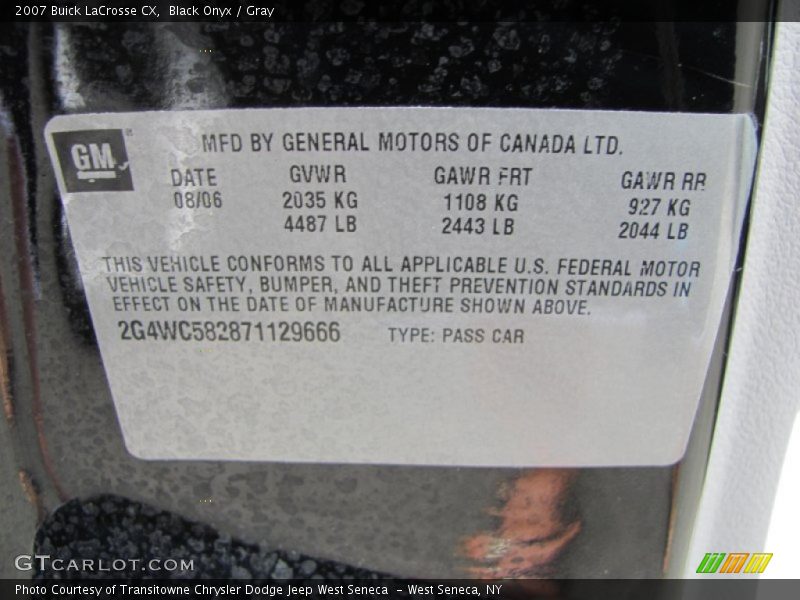 2007 Buick LaCrosse CX,  Black Onyx / Gray
GM
MFD BY GENERAL MOTORS OF CANADA LTD.
DATE GVWR GAWR FRT GAWR RR
08/06 2035 KG 1108 KG 927 KG
4487 LB 2443 LB 2044 LB
THIS VEHICLE CONFORMS TO ALL APPLICABLE U.S. FEDERAL MOTOR
VEHICLE SAFETY, BUMPER, AND THEFT PREVENTION STANDARDS IN
EFFECT ON THE DATE OF MANUFACTURE SHOWN ABOVE.
2G4WC582871129666 TYPE: PASS CAR
GTCARLOT.COM
Photo Courtesy of Transitowne Chrysler Dodge Jeep West Seneca  – West Seneca, NY